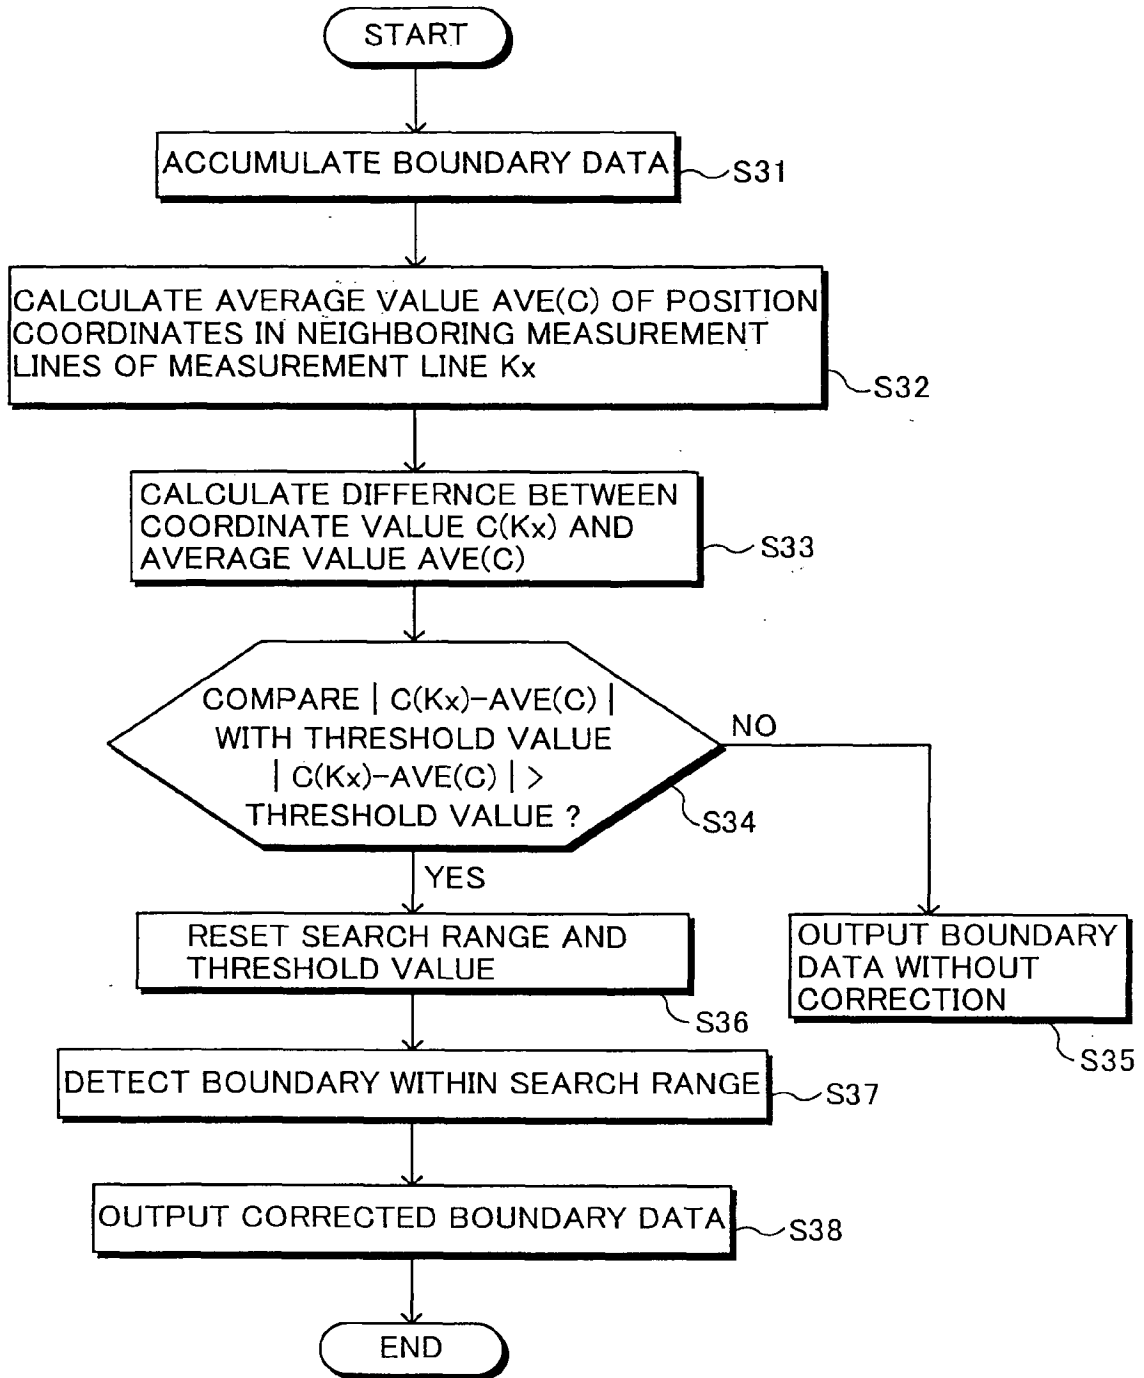 START
ACCUMULATE BOUNDARY DATA
S31
CALCULATE AVERAGE VALUE AVE(C) OF POSITION
COORDINATES IN NEIGHBORING MEASUREMENT
LINES OF MEASUREMENT LINE Kx
S32
CALCULATE DIFFERNCE BETWEEN
COORDINATE VALUE C(Kx) AND
AVERAGE VALUE AVE(C)
S33
COMPARE | C(Kx)-AVE(C) |
WITH THRESHOLD VALUE
| C(Kx)-AVE(C) | >
THRESHOLD VALUE ?
S34
NO
YES
OUTPUT BOUNDARY
DATA WITHOUT
CORRECTION
S35
RESET SEARCH RANGE AND
THRESHOLD VALUE
S36
DETECT BOUNDARY WITHIN SEARCH RANGE
S37
OUTPUT CORRECTED BOUNDARY DATA
S38
END